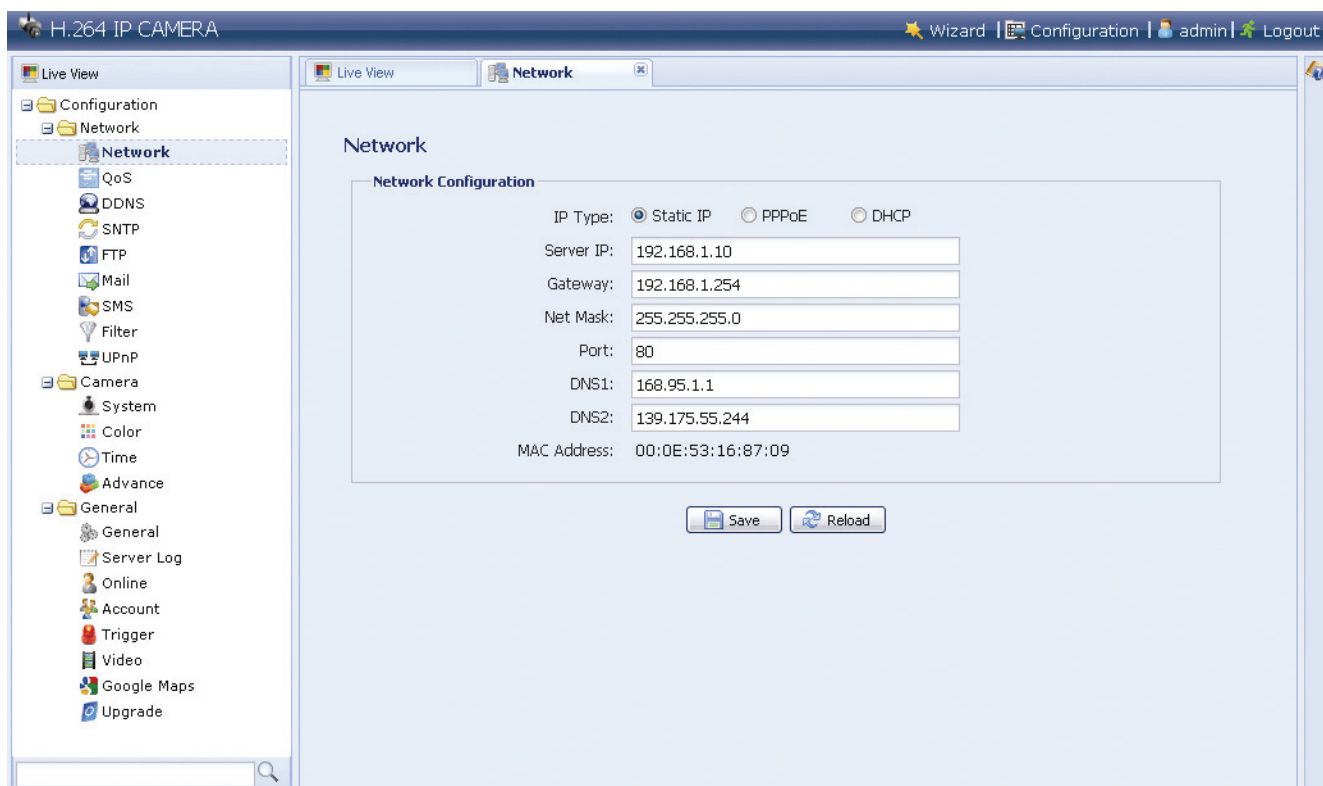 H.264 IP CAMERA
Wizard | Configuration | admin | Logout
Live View
Configuration
Network
Network
QoS
DDNS
SNTP
FTP
Mail
SMS
Filter
UPnP
Camera
System
Color
Time
Advance
General
General
Server Log
Online
Account
Trigger
Video
Google Maps
Upgrade
Live View
Network
Network
Network Configuration
IP Type: Static IP PPPoE DHCP
Server IP: 192.168.1.10
Gateway: 192.168.1.254
Net Mask: 255.255.255.0
Port: 80
DNS1: 168.95.1.1
DNS2: 139.175.55.244
MAC Address: 00:0E:53:16:87:09
Save Reload